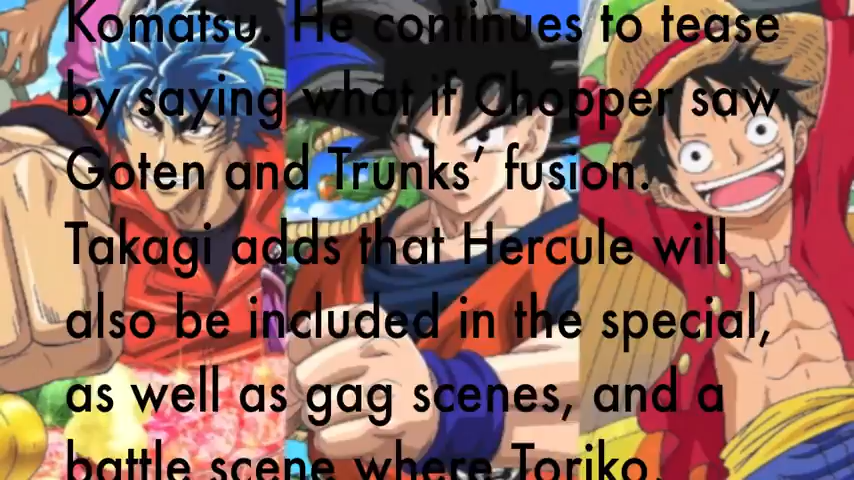 Komatsu. He continues to tease
by saying what if Chopper saw
Goten and Trunks’ fusion.
Takagi adds that Hercule will
also be included in the special,
as well as gag scenes, and a
battle scene where Toriko,